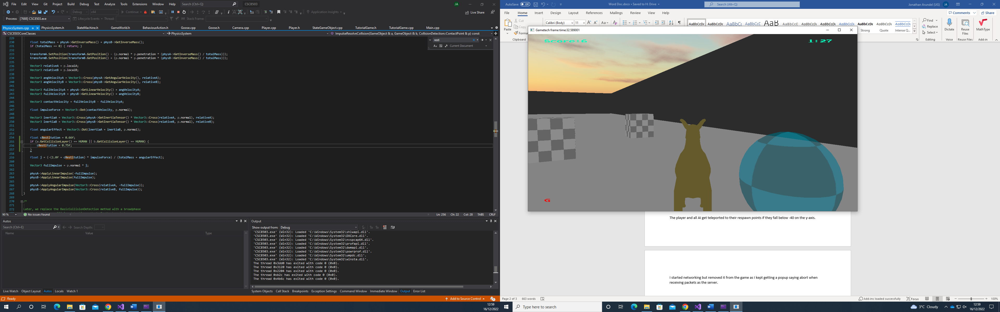 File Edit View Git Project Build Debug Test Analyze Tools Extensions Window Help Search (Ctrl+Q) CSC8503 JA
Debug x64 Continue Application Insights Live Share
Process: [7688] CSC8503.exe Lifecycle Events Thread: Stack Frame:
PhysicsSystem.cpp PhysicsSystem.h StateMachine.h GameWorld.h BehaviourAction.h Goose.cpp Goose.h Camera.cpp Player.cpp Player.h StateGameObject.cpp TutorialGame.h TutorialGame.cpp Main.cpp
CSC8503CoreClasses PhysicsSystem ImpulseResolveCollision(GameObject & a, GameObject & b, CollisionDetection::ContactPoint & p) const
resti
Aa Current Document
229
230 float totalMass = physA->GetInverseMass() + physB->GetInverseMass();
231 if (totalMass == 0) { return; }
232
233 transformA.SetPosition(transformA.GetPosition() - (p.normal * p.penetration * (physA->GetInverseMass() / totalMass)));
234 transformB.SetPosition(transformB.GetPosition() + (p.normal * p.penetration * (physB->GetInverseMass() / totalMass)));
235
236 Vector3 relativeA = p.localA;
237 Vector3 relativeB = p.localB;
238
239 Vector3 angVelocityA = Vector3::Cross(physA->GetAngularVelocity(), relativeA);
240 Vector3 angVelocityB = Vector3::Cross(physB->GetAngularVelocity(), relativeB);
241
242 Vector3 fullVelocityA = physA->GetLinearVelocity() + angVelocityA;
243 Vector3 fullVelocityB = physB->GetLinearVelocity() + angVelocityB;
244
245 Vector3 contactVelocity = fullVelocityB - fullVelocityA;
246
247 float impulseForce = Vector3::Dot(contactVelocity, p.normal);
248
249 Vector3 inertiaA = Vector3::Cross(physA->GetInertiaTensor() * Vector3::Cross(relativeA, p.normal), relativeA);
250 Vector3 inertiaB = Vector3::Cross(physB->GetInertiaTensor() * Vector3::Cross(relativeB, p.normal), relativeB);
251
252 float angularEffect = Vector3::Dot(inertiaA + inertiaB, p.normal);
253
254 float cRestitution = 0.66f;
255 if (a.GetCollisionLayer() == HUMAN || b.GetCollisionLayer() == HUMAN) {
256 cRestitution = 0.75f;
257 }
258
259 float j = (-(1.0f + cRestitution) * impulseForce) / (totalMass + angularEffect);
260
261 Vector3 fullImpulse = p.normal * j;
262
263 physA->ApplyLinearImpulse(-fullImpulse);
264 physB->ApplyLinearImpulse(fullImpulse);
265
266 physA->ApplyAngularImpulse(Vector3::Cross(relativeA, -fullImpulse));
267 physB->ApplyAngularImpulse(Vector3::Cross(relativeB, fullImpulse));
268 }
269
270 /*
271
272 Later, we replace the BasicCollisionDetection method with a broadphase
90 % No issues found Ln: 256 Ch: 22 Col: 28 TABS CRLF
Autos
Search (Ctrl+E) Search Depth:
Name Value Type
Live Watch Object Layout Autos Locals Watch 1
Output
Show output from: Debug
'CSC8503.exe' (Win32): Loaded 'C:\Windows\System32\shlwapi.dll'.
'CSC8503.exe' (Win32): Loaded 'C:\Windows\System32\DXCore.dll'.
'CSC8503.exe' (Win32): Loaded 'C:\Windows\System32\nvspcap64.dll'.
'CSC8503.exe' (Win32): Loaded 'C:\Windows\System32\profapi.dll'.
'CSC8503.exe' (Win32): Loaded 'C:\Windows\System32\dwmapi.dll'.
'CSC8503.exe' (Win32): Loaded 'C:\Windows\System32\powrprof.dll'.
'CSC8503.exe' (Win32): Loaded 'C:\Windows\System32\umpdc.dll'.
'CSC8503.exe' (Win32): Loaded 'C:\Windows\System32\winsta.dll'.
The thread 0x3dd0 has exited with code 0 (0x0).
The thread 0x3120 has exited with code 0 (0x0).
The thread 0x2204 has exited with code 0 (0x0).
The thread 0xb2c has exited with code 0 (0x0).
The thread 0x4b6c has exited with code 0 (0x0).
System Objects Call Stack Breakpoints Exception Settings Command Window Immediate Window Output Error List
Ready Add to Source Control 1
12:59
16/12/2022
AutoSave Off Word Doc.docx • Saved to H: Drive Search (Alt+Q) Jonathan Arundel (UG) JA
File Home Insert Design Layout References Mailings Review View Help Comments Share
Paste Cut Copy Format
Clipboard
Calibri (Body) 11
AaBbCcDc AaBbCcDc AaBbCc AaBbCcC AaB AaBbCcD AaBbCcDc AaBbCcDc AaBbCcDc AaBbCcDc AaBbCcDc AaBbCcDc
Strong Quote Intense Q...
Find Replace Select
Editing
Dictate Voice
Reuse Files Reuse Files
MathType Add-in
Gametech frame time:32.589001
Score:6 1:27
G
The player and all AI get teleported to their respawn points if they fall below -40 on the y-axis.
I started networking but removed it from the game as I kept getting a popup saying abort when
receiving packets as the server.
Page 2 of 3 663 words Add-ins loaded successfully Focus 100%
Type here to search 3°C Cloudy 12:59
16/12/2022